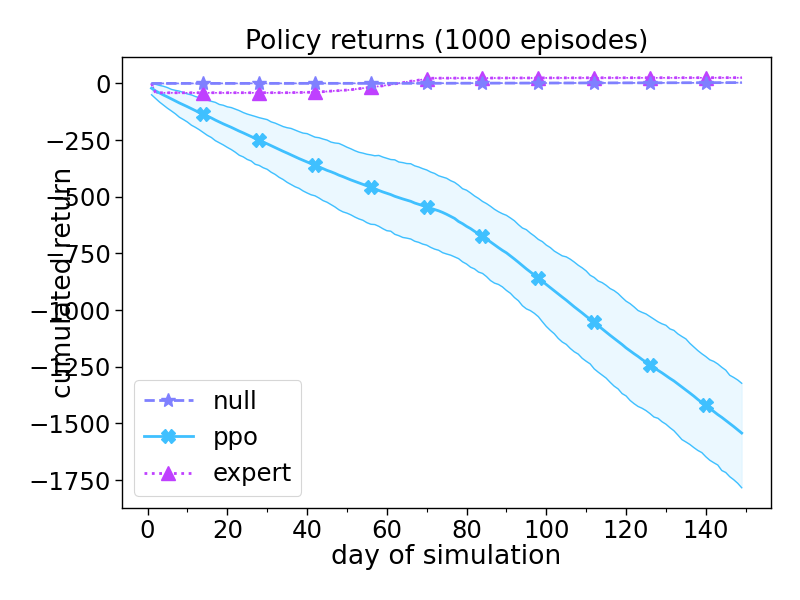 Policy returns (1000 episodes)
cumulated return
0
−250
−500
−750
−1000
−1250
−1500
−1750
null
ppo
expert
0 20 40 60 80 100 120 140
day of simulation